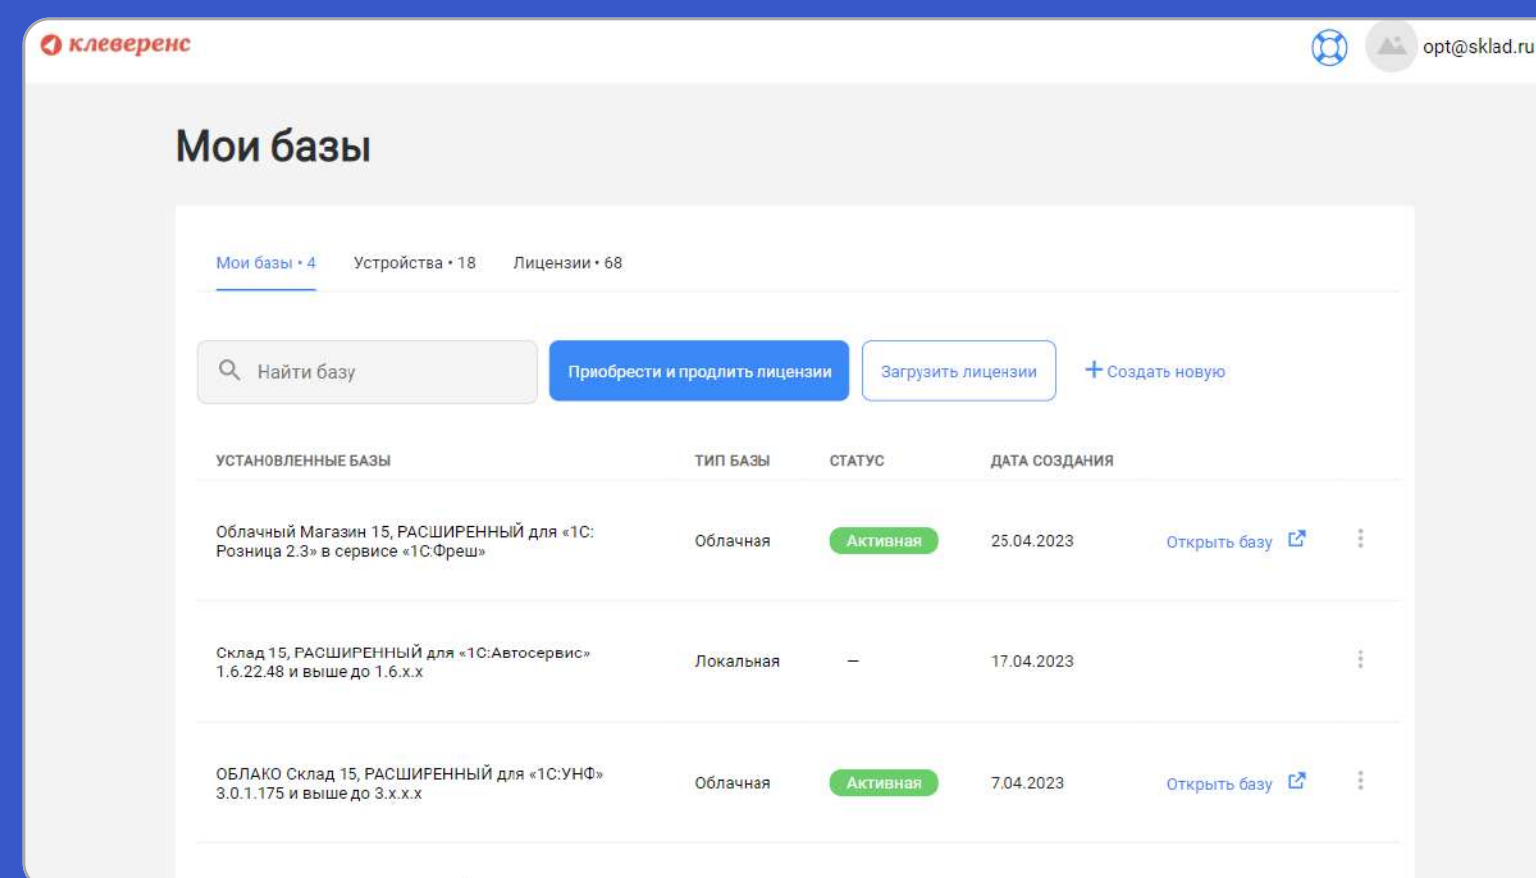 клеверенс
opt@sklad.ru
Мои базы
Мои базы • 4 Устройства • 18 Лицензии • 68
Найти базу Приобрести и продлить лицензии Загрузить лицензии +Создать новую
УСТАНОВЛЕННЫЕ БАЗЫ ТИП БАЗЫ СТАТУС ДАТА СОЗДАНИЯ
Облачный Магазин 15, РАСШИРЕННЫЙ для «1С:
Розница 2.3» в сервисе «1С:Фреш»
Облачная Активная 25.04.2023 Открыть базу
Склад 15, РАСШИРЕННЫЙ для «1С:Автосервис»
1.6.22.48 и выше до 1.6.x.x
Локальная – 17.04.2023
ОБЛАКО Склад 15, РАСШИРЕННЫЙ для «1С:УНФ»
3.0.1.175 и выше до 3.x.x.x
Облачная Активная 7.04.2023 Открыть базу